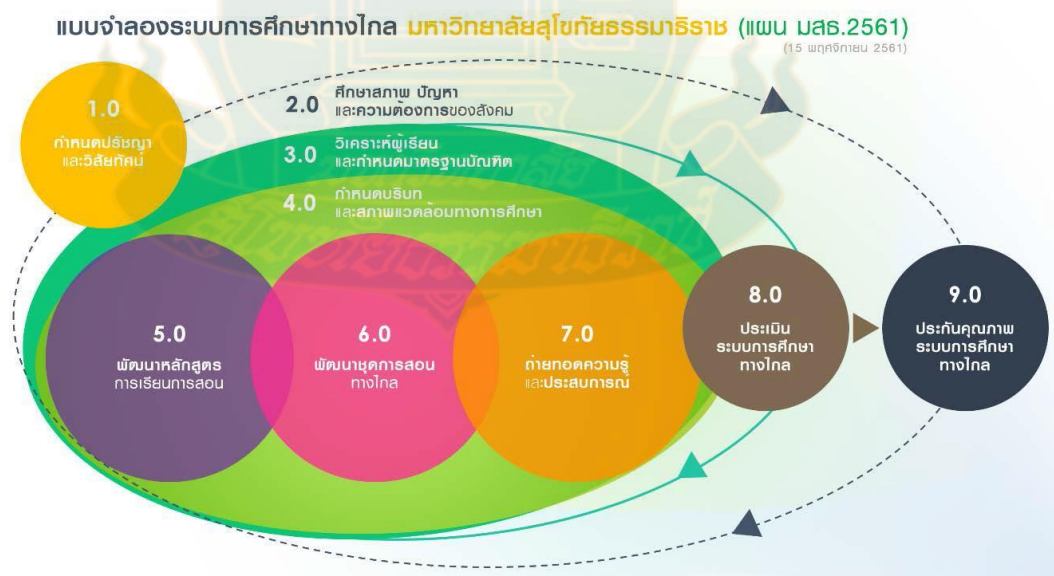 แบบจำลองระบบการศึกษาทางไกล มหาวิทยาลัยสุโขทัยธรรมาธิราช (แผน มสธ.2561)
(15 พฤศจิกายน 2561)
1.0
กำหนดปรัชญา
และวิสัยทัศน์
2.0 ศึกษาสภาพ ปัญหา
และความต้องการของสังคม
3.0 วิเคราะห์ผู้เรียน
และกำหนดมาตรฐานบัณฑิต
4.0 กำหนดบริบท
และสภาพแวดล้อมทางการศึกษา
5.0
พัฒนาหลักสูตร
การเรียนการสอน
6.0
พัฒนาชุดการสอน
ทางไกล
7.0
ถ่ายทอดความรู้
และประสบการณ์
8.0
ประเมิน
ระบบการศึกษา
ทางไกล
9.0
ประกันคุณภาพ
ระบบการศึกษา
ทางไกล